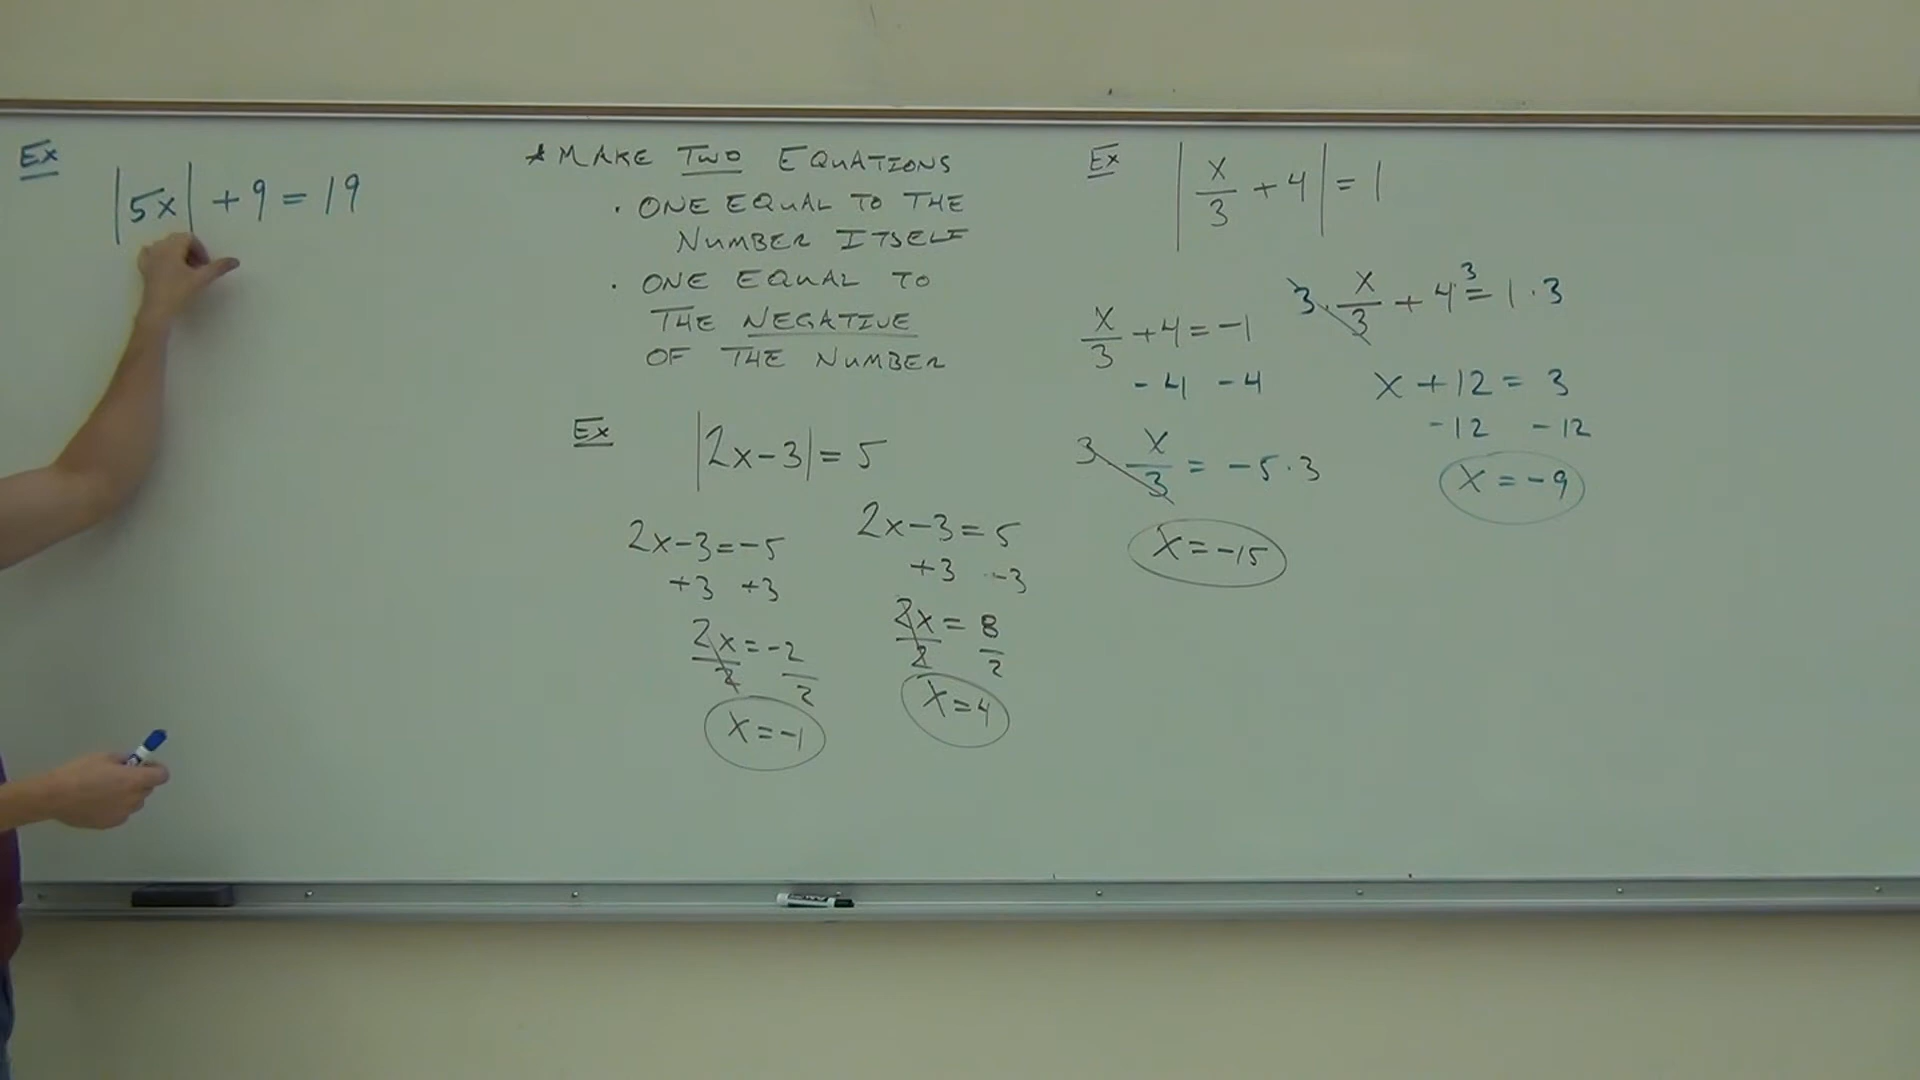 Ex
|5x| + 9 = 19
* MAKE TWO EQUATIONS
· ONE EQUAL TO THE
NUMBER ITSELF
· ONE EQUAL TO
THE NEGATIVE
OF THE NUMBER
Ex
|2x-3| = 5
2x-3=-5
+3 +3
2x = -2
2 2
x=-1
2x-3=5
+3 -3
2x = 8
2 2
x=4
Ex
|x/3 + 4| = 1
x/3 + 4 = -1
-4 -4
3 x/3 = -5·3
x=-15
3· x/3 + 4·3 = 1·3
x + 12 = 3
-12 -12
x = -9